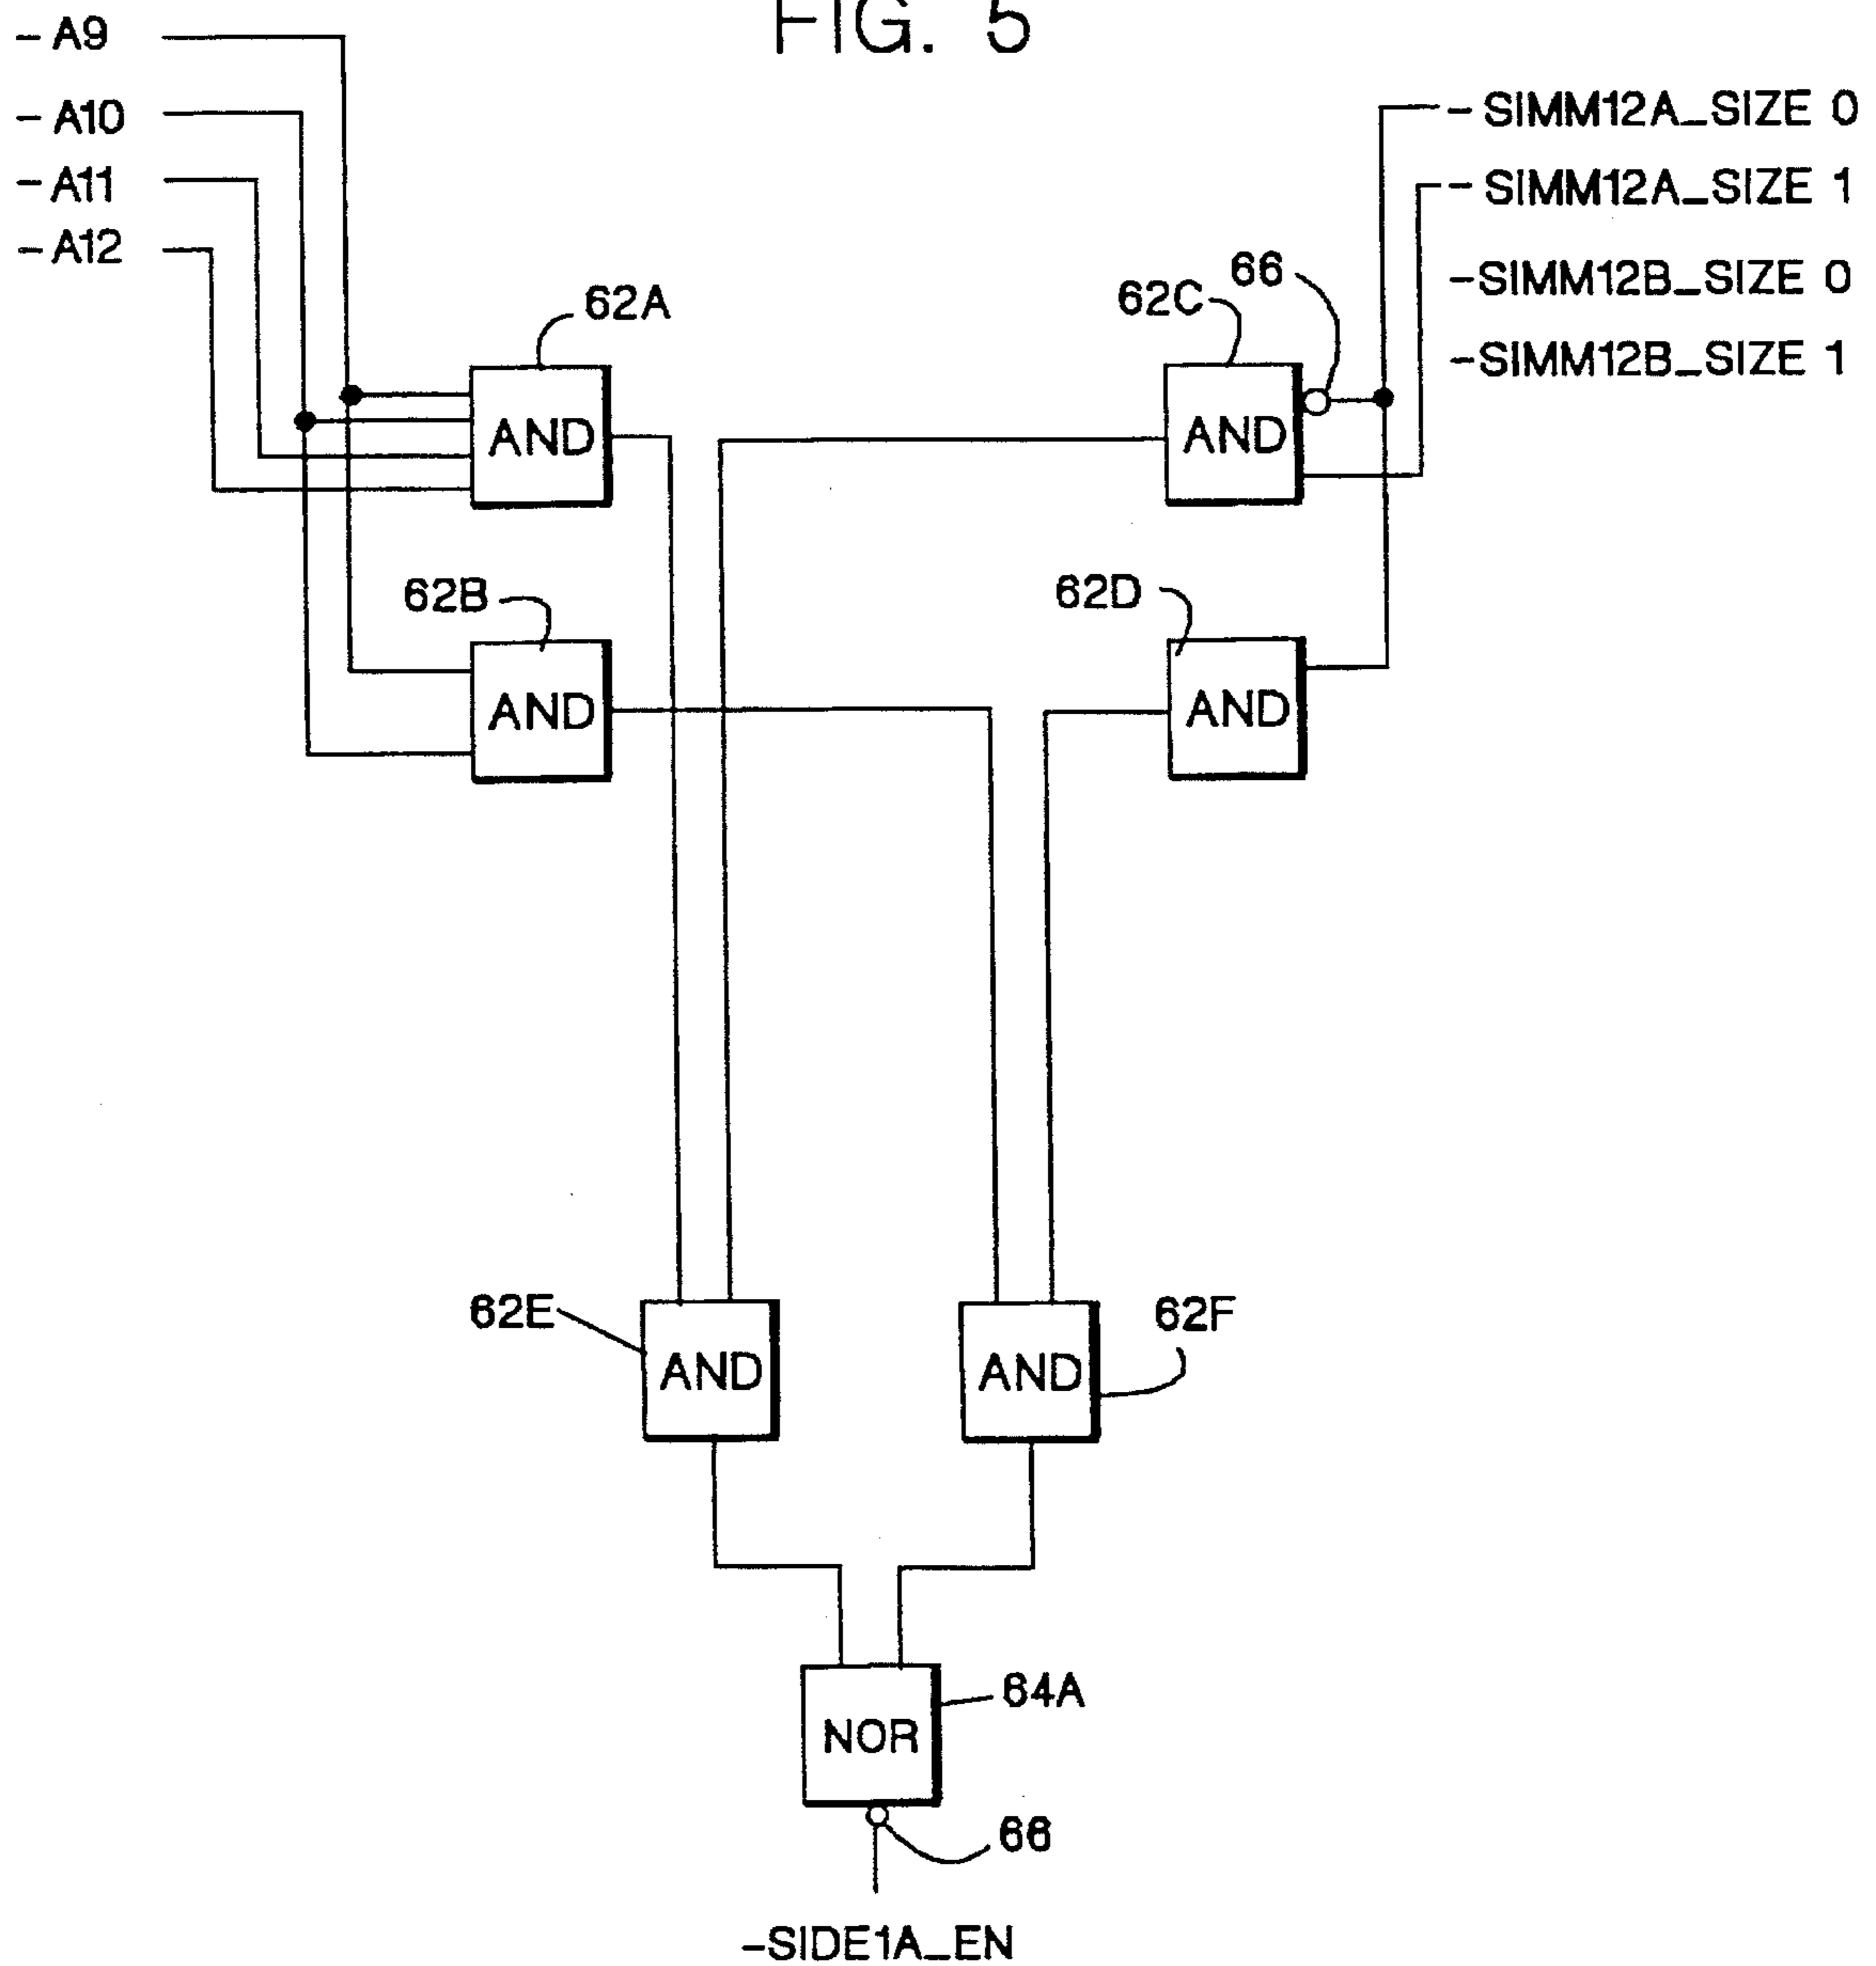 FIG. 5
-A9
-A10
-A11
-A12
-SIMM12A_SIZE 0
-SIMM12A_SIZE 1
-SIMM12B_SIZE 0
-SIMM12B_SIZE 1
62A
62C
66
AND
AND
62B
62D
AND
AND
62E
62F
AND
AND
64A
NOR
66
-SIDE1A_EN